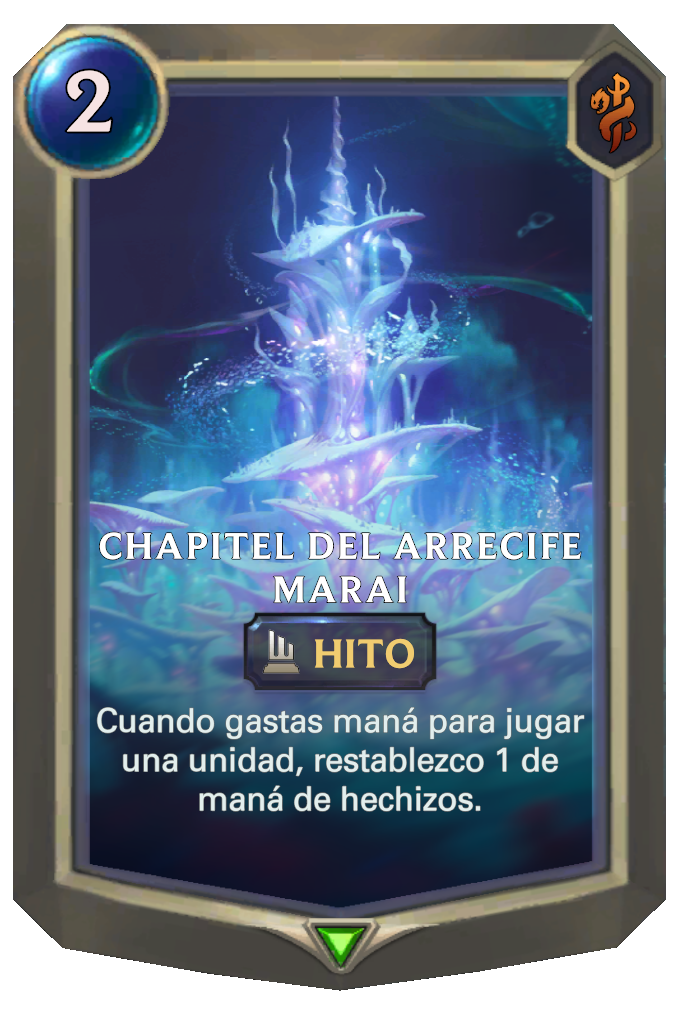 2
CHAPITEL DEL ARRECIFE
MARAI
HITO
Cuando gastas maná para jugar
una unidad, restablezco 1 de
maná de hechizos.